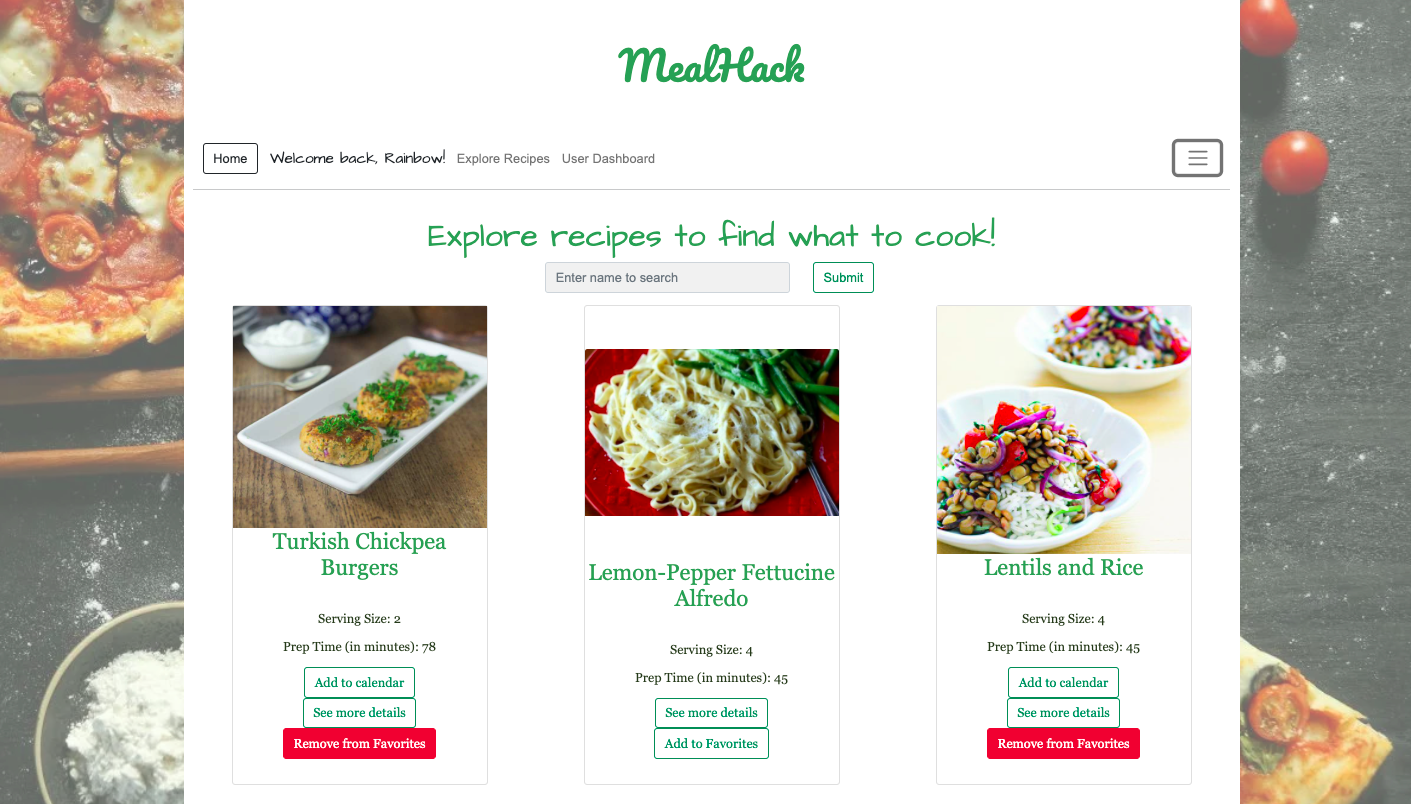 MealHack
Home Welcome back, Rainbow! Explore Recipes User Dashboard
Explore recipes to find what to cook!
Enter name to search Submit
Turkish Chickpea
Burgers
Serving Size: 2
Prep Time (in minutes): 78
Add to calendar
See more details
Remove from Favorites
Lemon-Pepper Fettucine
Alfredo
Serving Size: 4
Prep Time (in minutes): 45
See more details
Add to Favorites
Lentils and Rice
Serving Size: 4
Prep Time (in minutes): 45
Add to calendar
See more details
Remove from Favorites